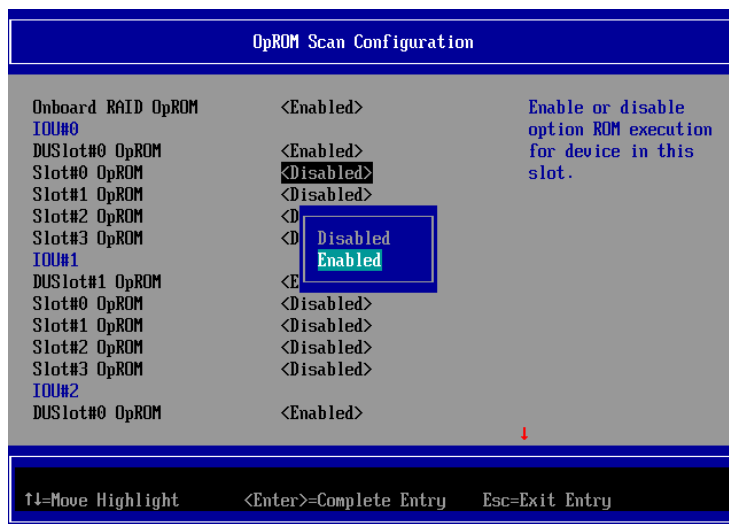 OpROM Scan Configuration
Onboard RAID OpROM <Enabled>
IOU#0
DUSlot#0 OpROM <Enabled>
Slot#0 OpROM <Disabled>
Slot#1 OpROM <Disabled>
Slot#2 OpROM <D
Slot#3 OpROM <D
IOU#1
DUSlot#1 OpROM <E
Slot#0 OpROM <Disabled>
Slot#1 OpROM <Disabled>
Slot#2 OpROM <Disabled>
Slot#3 OpROM <Disabled>
IOU#2
DUSlot#0 OpROM <Enabled>
Disabled
Enabled
Enable or disable
option ROM execution
for device in this
slot.
↓
↑↓=Move Highlight <Enter>=Complete Entry Esc=Exit Entry